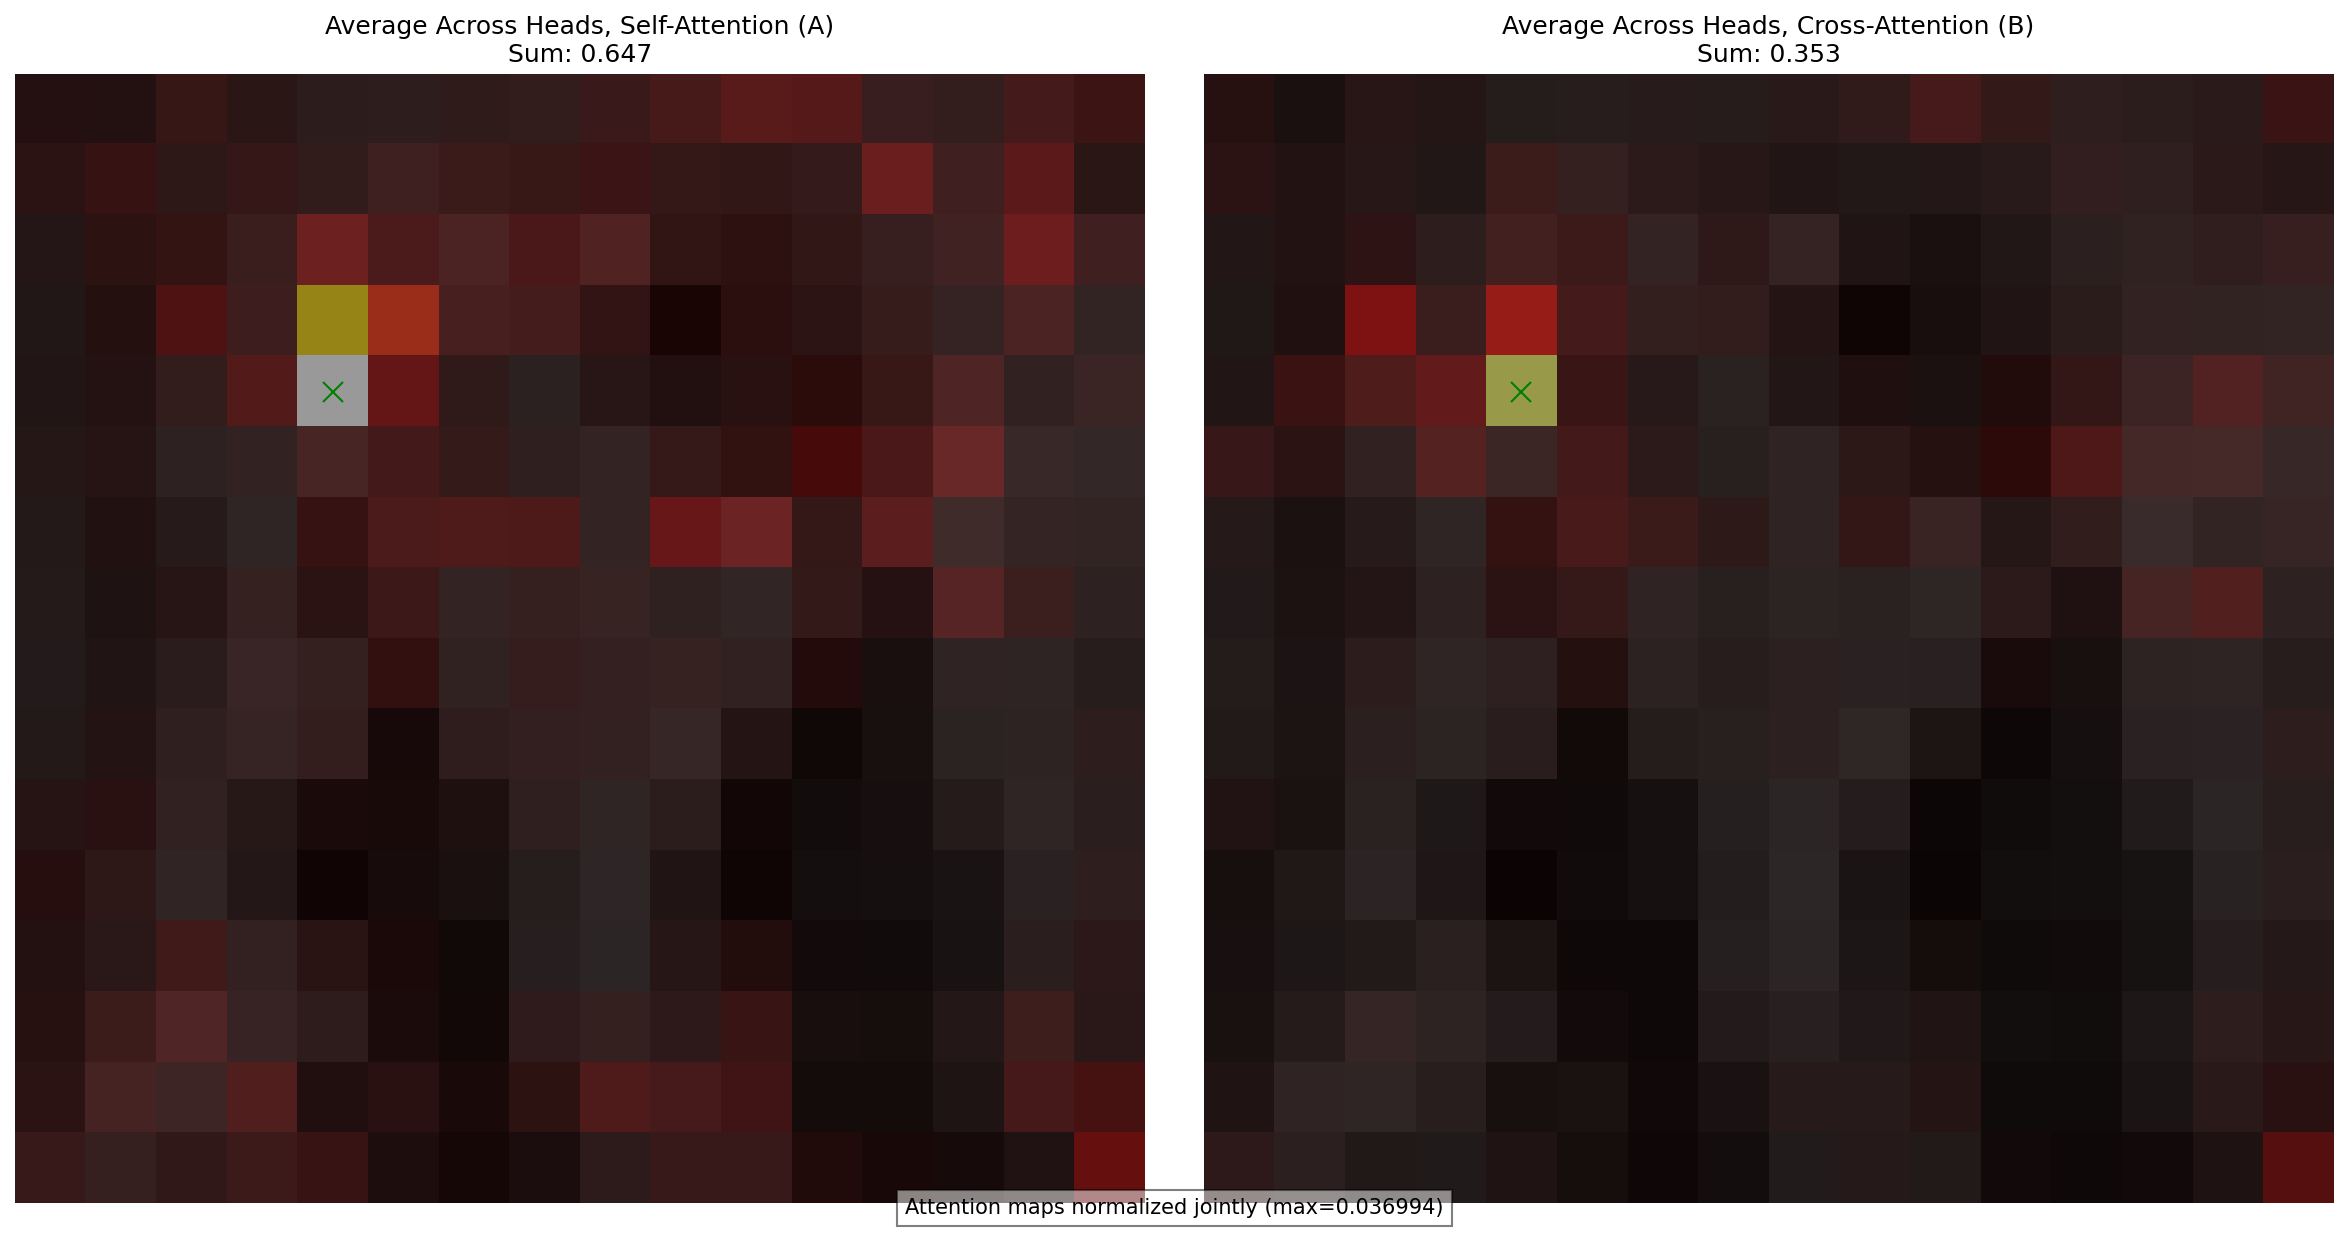 Average Across Heads, Self-Attention (A)
Sum: 0.647
Average Across Heads, Cross-Attention (B)
Sum: 0.353
Attention maps normalized jointly (max=0.036994)